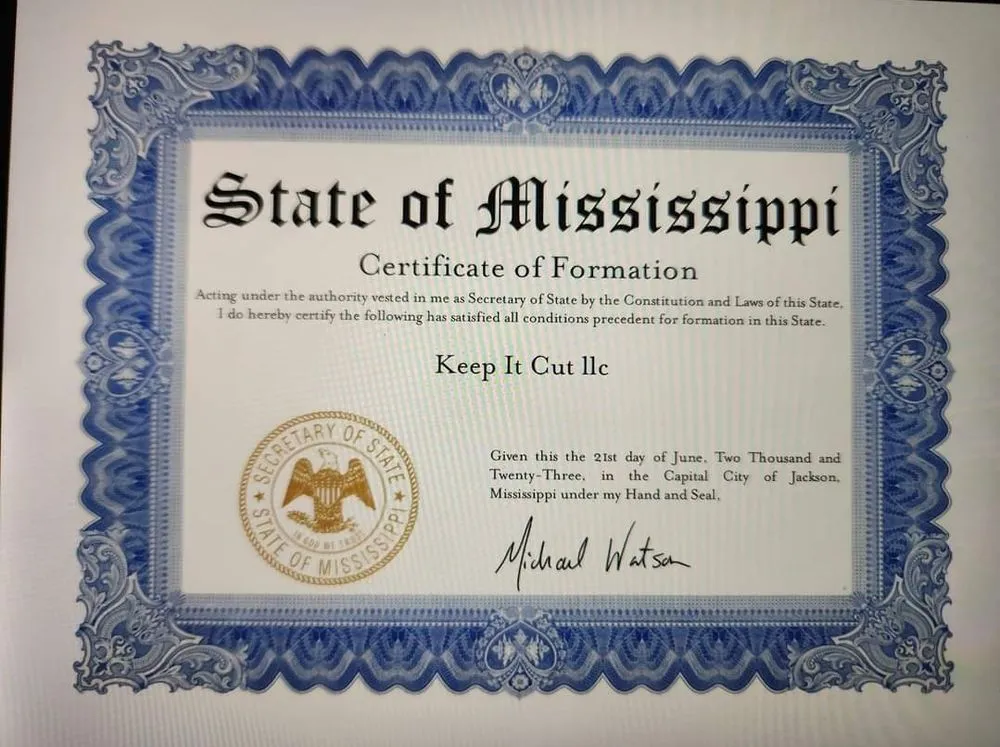 State of Mississippi
Certificate of Formation
Acting under the authority vested in me as Secretary of State by the Constitution and Laws of this State,
I do hereby certify the following has satisfied all conditions precedent for formation in this State.
Keep It Cut llc
SECRETARY OF STATE
IN GOD WE TRUST
STATE OF MISSISSIPPI
Given this the 21st day of June, Two Thousand and
Twenty-Three, in the Capital City of Jackson,
Mississippi under my Hand and Seal.
Michael Watson